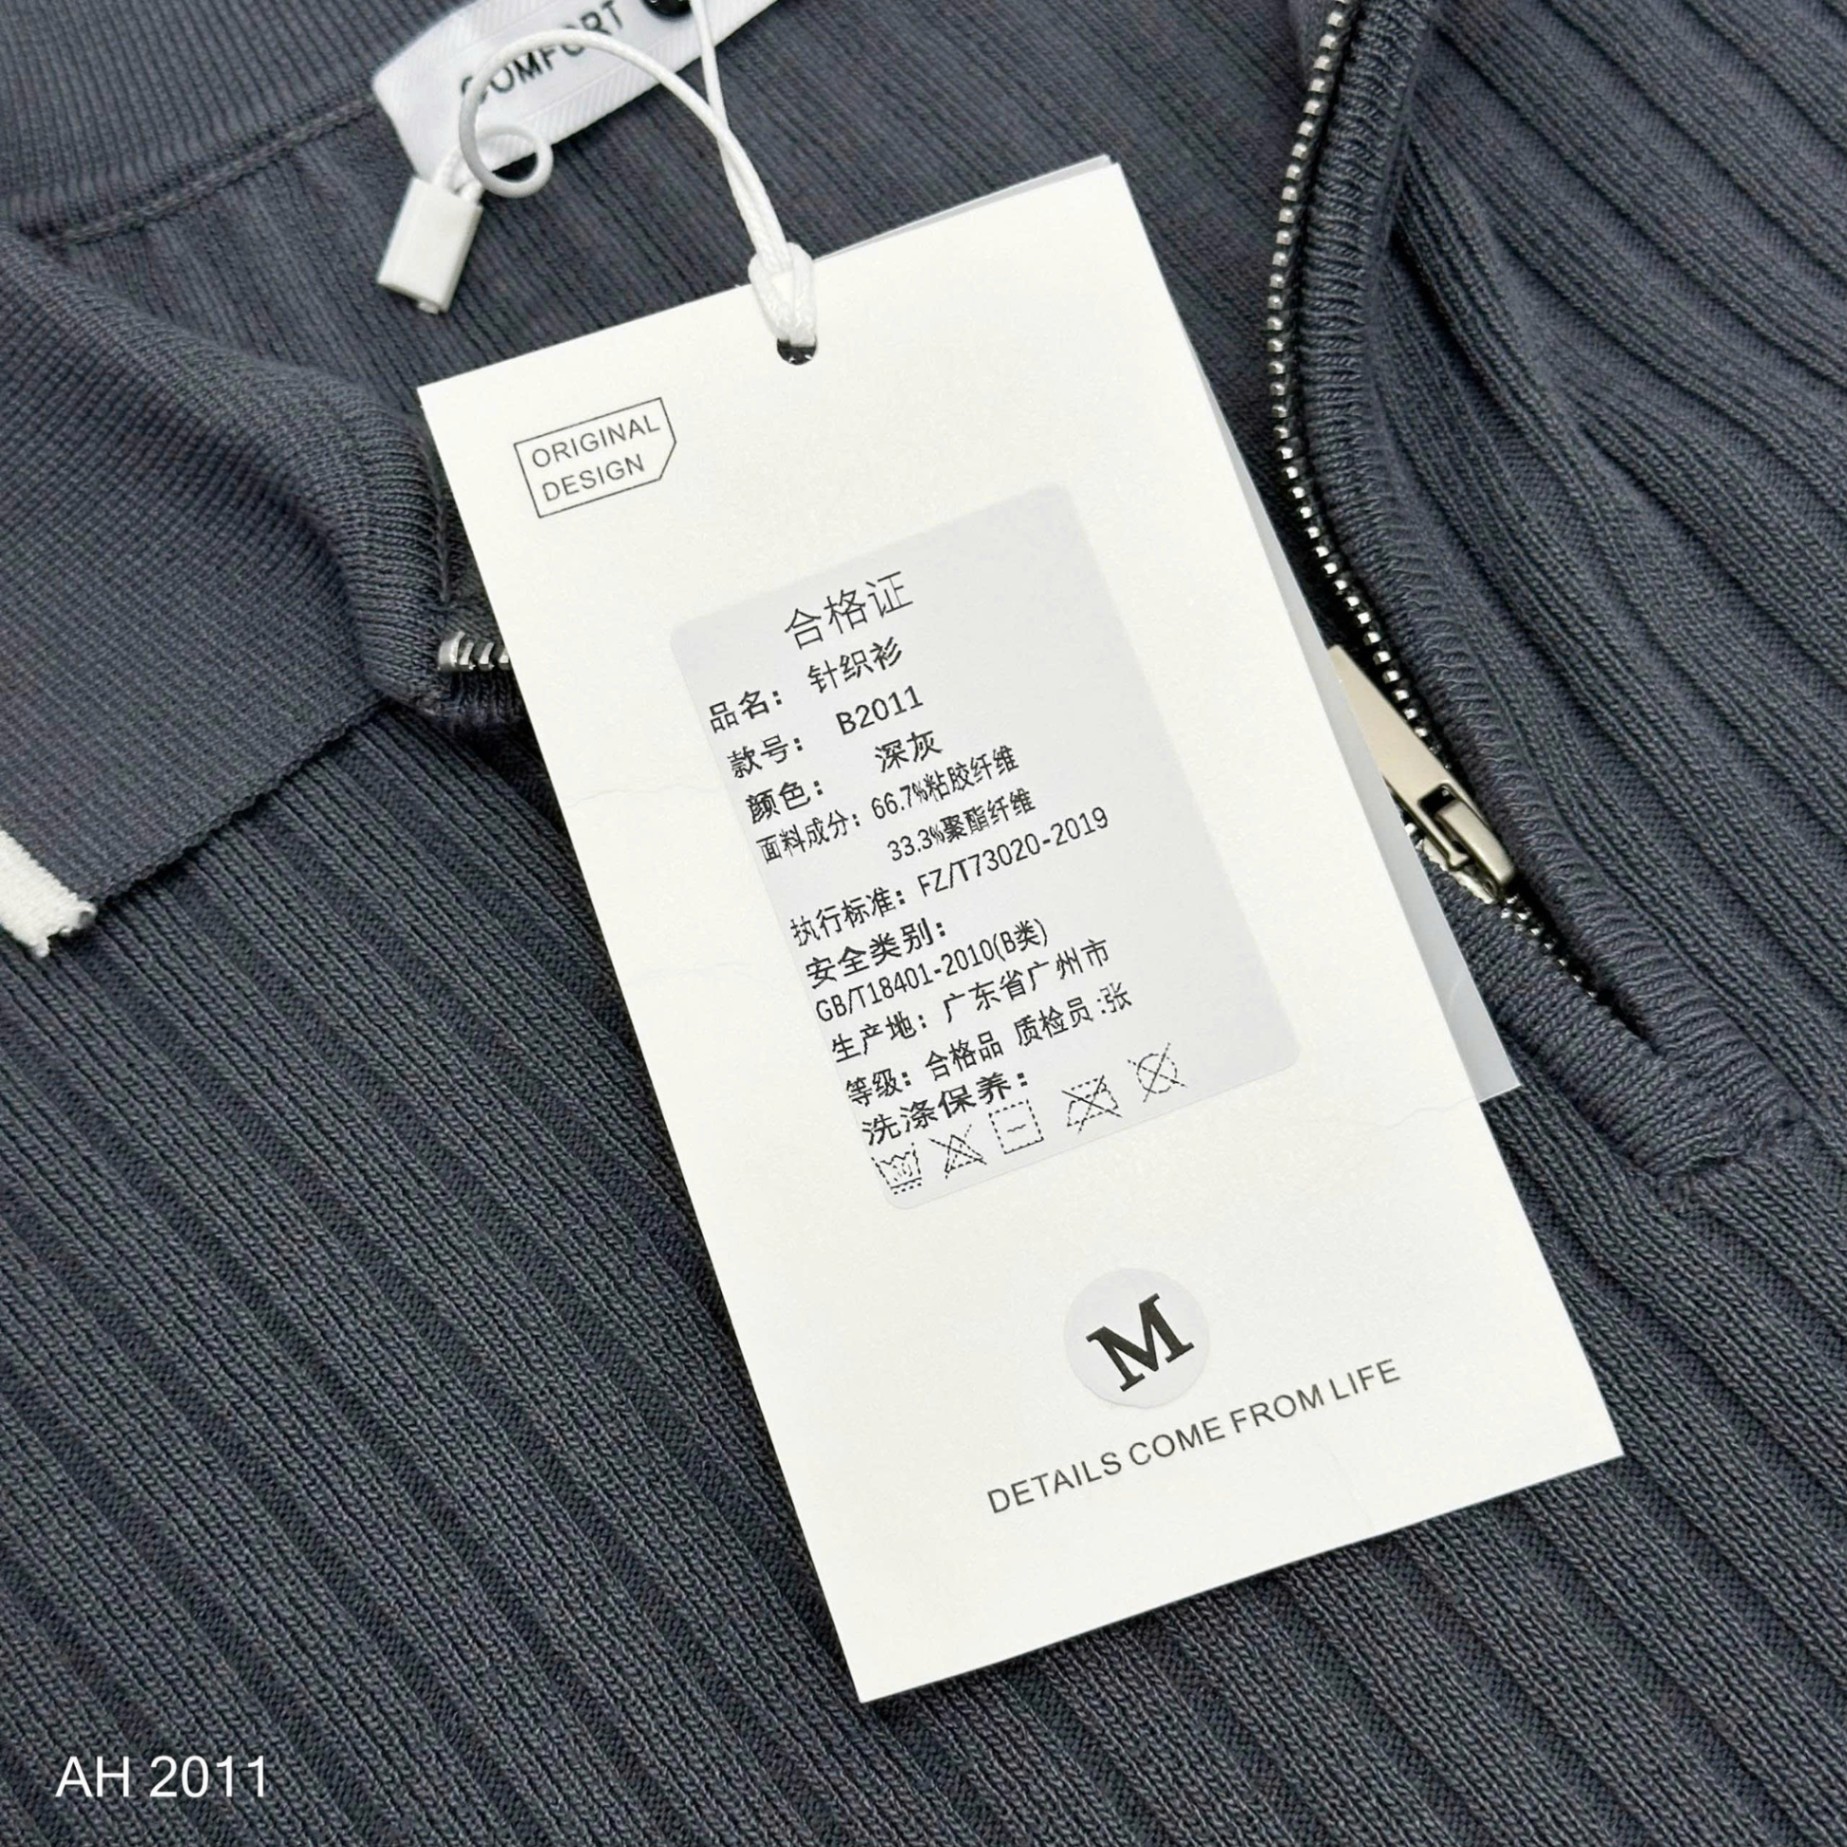 COMFORT
ORIGINAL
DESIGN
合格证
品名： 针织衫
款号： B2011
颜色： 深灰
面料成分：66.7%粘胶纤维
33.3%聚酯纤维
执行标准：FZ/T73020-2019
安全类别：
GB/T18401-2010(B类)
生产地：广东省广州市
等级：合格品 质检员:张
洗涤保养：
M
DETAILS COME FROM LIFE
AH 2011